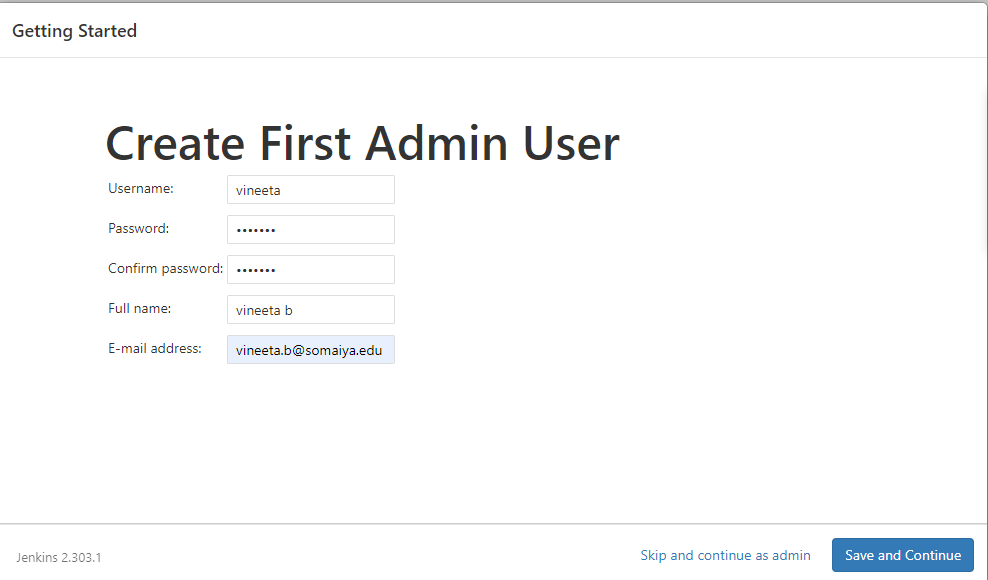 Getting Started
Create First Admin User
Username: vineeta
Password: •••••••
Confirm password: •••••••
Full name: vineeta b
E-mail address: vineeta.b@somaiya.edu
Jenkins 2.303.1 Skip and continue as admin Save and Continue